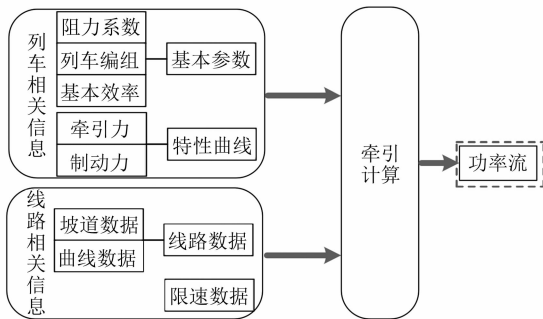 列车相关信息
阻力系数
列车编组
基本效率
基本参数
牵引力
制动力
特性曲线
线路相关信息
坡道数据
曲线数据
线路数据
限速数据
牵引
计算
功率流